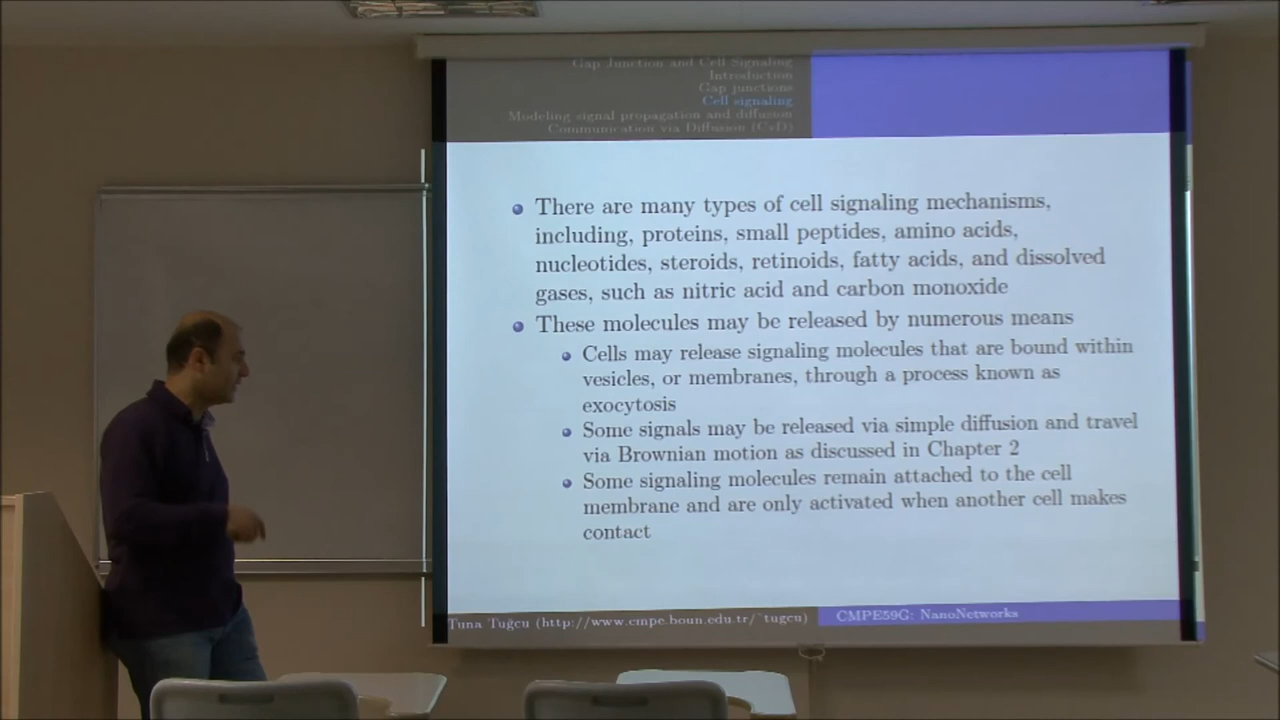 Gap Junction and Cell Signaling
Introduction
Gap junctions
Cell signaling
Modeling signal propagation and diffusion
Communication via Diffusion (CvD)
There are many types of cell signaling mechanisms,
including, proteins, small peptides, amino acids,
nucleotides, steroids, retinoids, fatty acids, and dissolved
gases, such as nitric acid and carbon monoxide
These molecules may be released by numerous means
Cells may release signaling molecules that are bound within
vesicles, or membranes, through a process known as
exocytosis
Some signals may be released via simple diffusion and travel
via Brownian motion as discussed in Chapter 2
Some signaling molecules remain attached to the cell
membrane and are only activated when another cell makes
contact
Tuna Tuğcu (http://www.cmpe.boun.edu.tr/~tugcu) CMPE59G: NanoNetworks